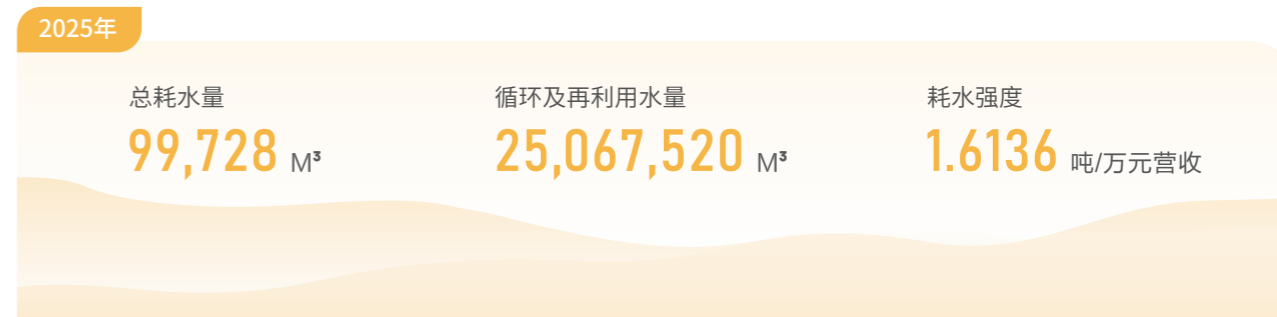 2025年
总耗水量
99,728 M³
循环及再利用水量
25,067,520 M³
耗水强度
1.6136 吨/万元营收